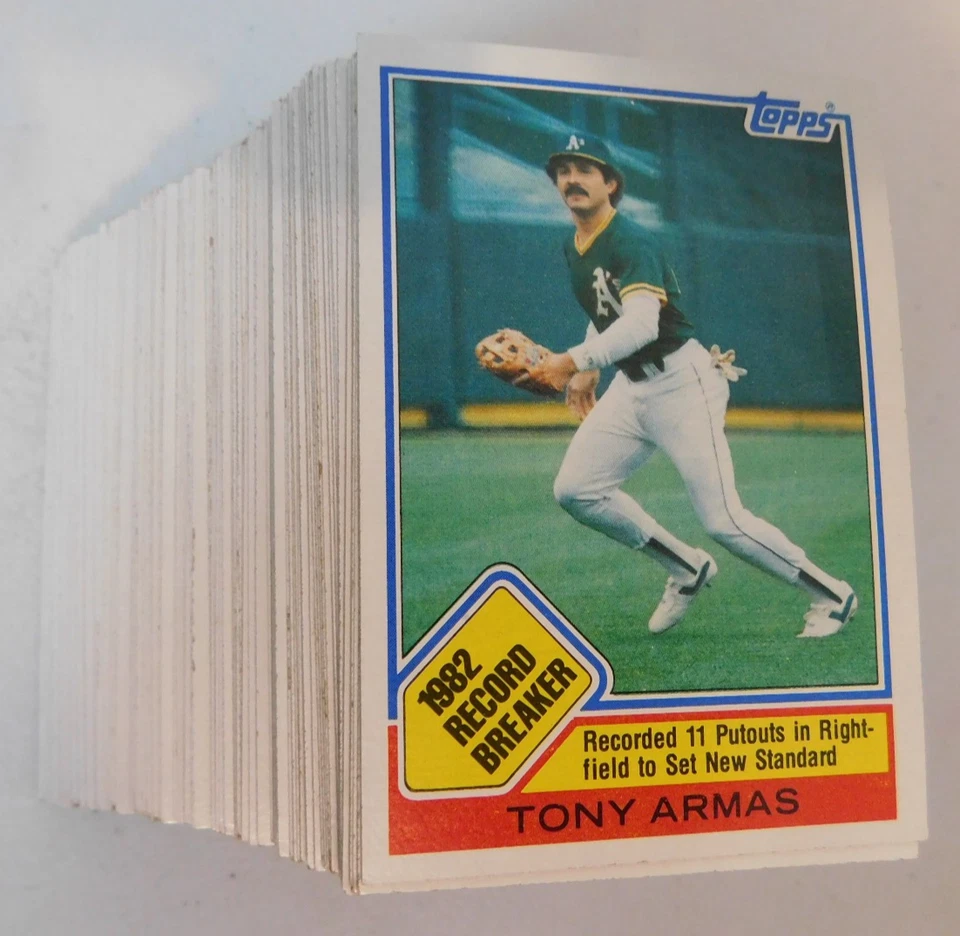 topps®
A's
A's
1982
RECORD
BREAKER
Recorded 11 Putouts in Right-
field to Set New Standard
TONY ARMAS